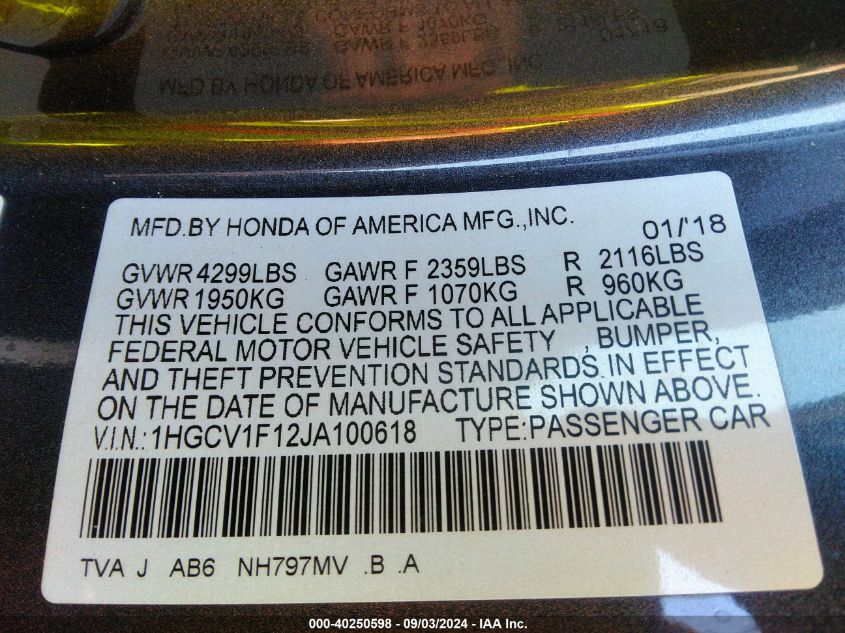 MFD.BY HONDA OF AMERICA MFG.,INC. 01/'18
GVWR 4299LBS GAWR F 2359LBS R 2116LBS
GVWR 1950KG GAWR F 1070KG R 960KG
THIS VEHICLE CONFORMS TO ALL APPLICABLE
FEDERAL MOTOR VEHICLE SAFETY , BUMPER,
AND THEFT PREVENTION STANDARDS IN EFFECT
ON THE DATE OF MANUFACTURE SHOWN ABOVE.
V.I.N.: 1HGCV1F12JA100618 TYPE:PASSENGER CAR
TVA J AB6 NH797MV .B .A
000-40250598 - 09/03/2024 - IAA Inc.